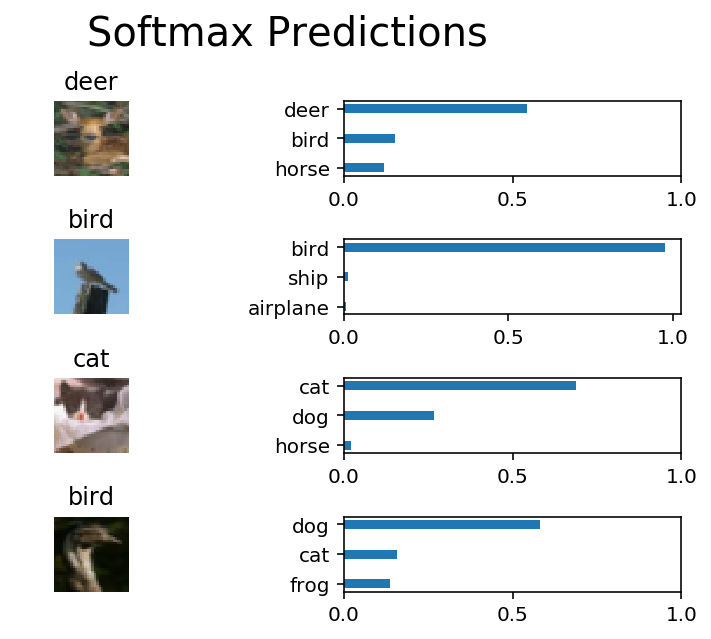 Softmax Predictions
deer
deer
bird
horse
0.0 0.5 1.0
bird
bird
ship
airplane
0.0 0.5 1.0
cat
cat
dog
horse
0.0 0.5 1.0
bird
dog
cat
frog
0.0 0.5 1.0